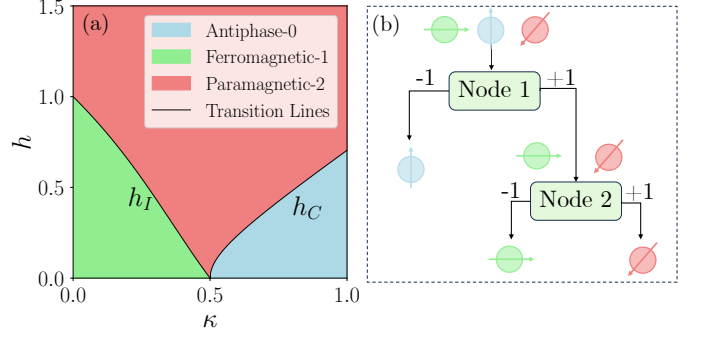 (a)
Antiphase-0
Ferromagnetic-1
Paramagnetic-2
Transition Lines
1.5
1.0
0.5
0.0
h
h_I
h_C
0.0 0.5 1.0
κ
(b)
-1 +1
Node 1
-1 +1
Node 2